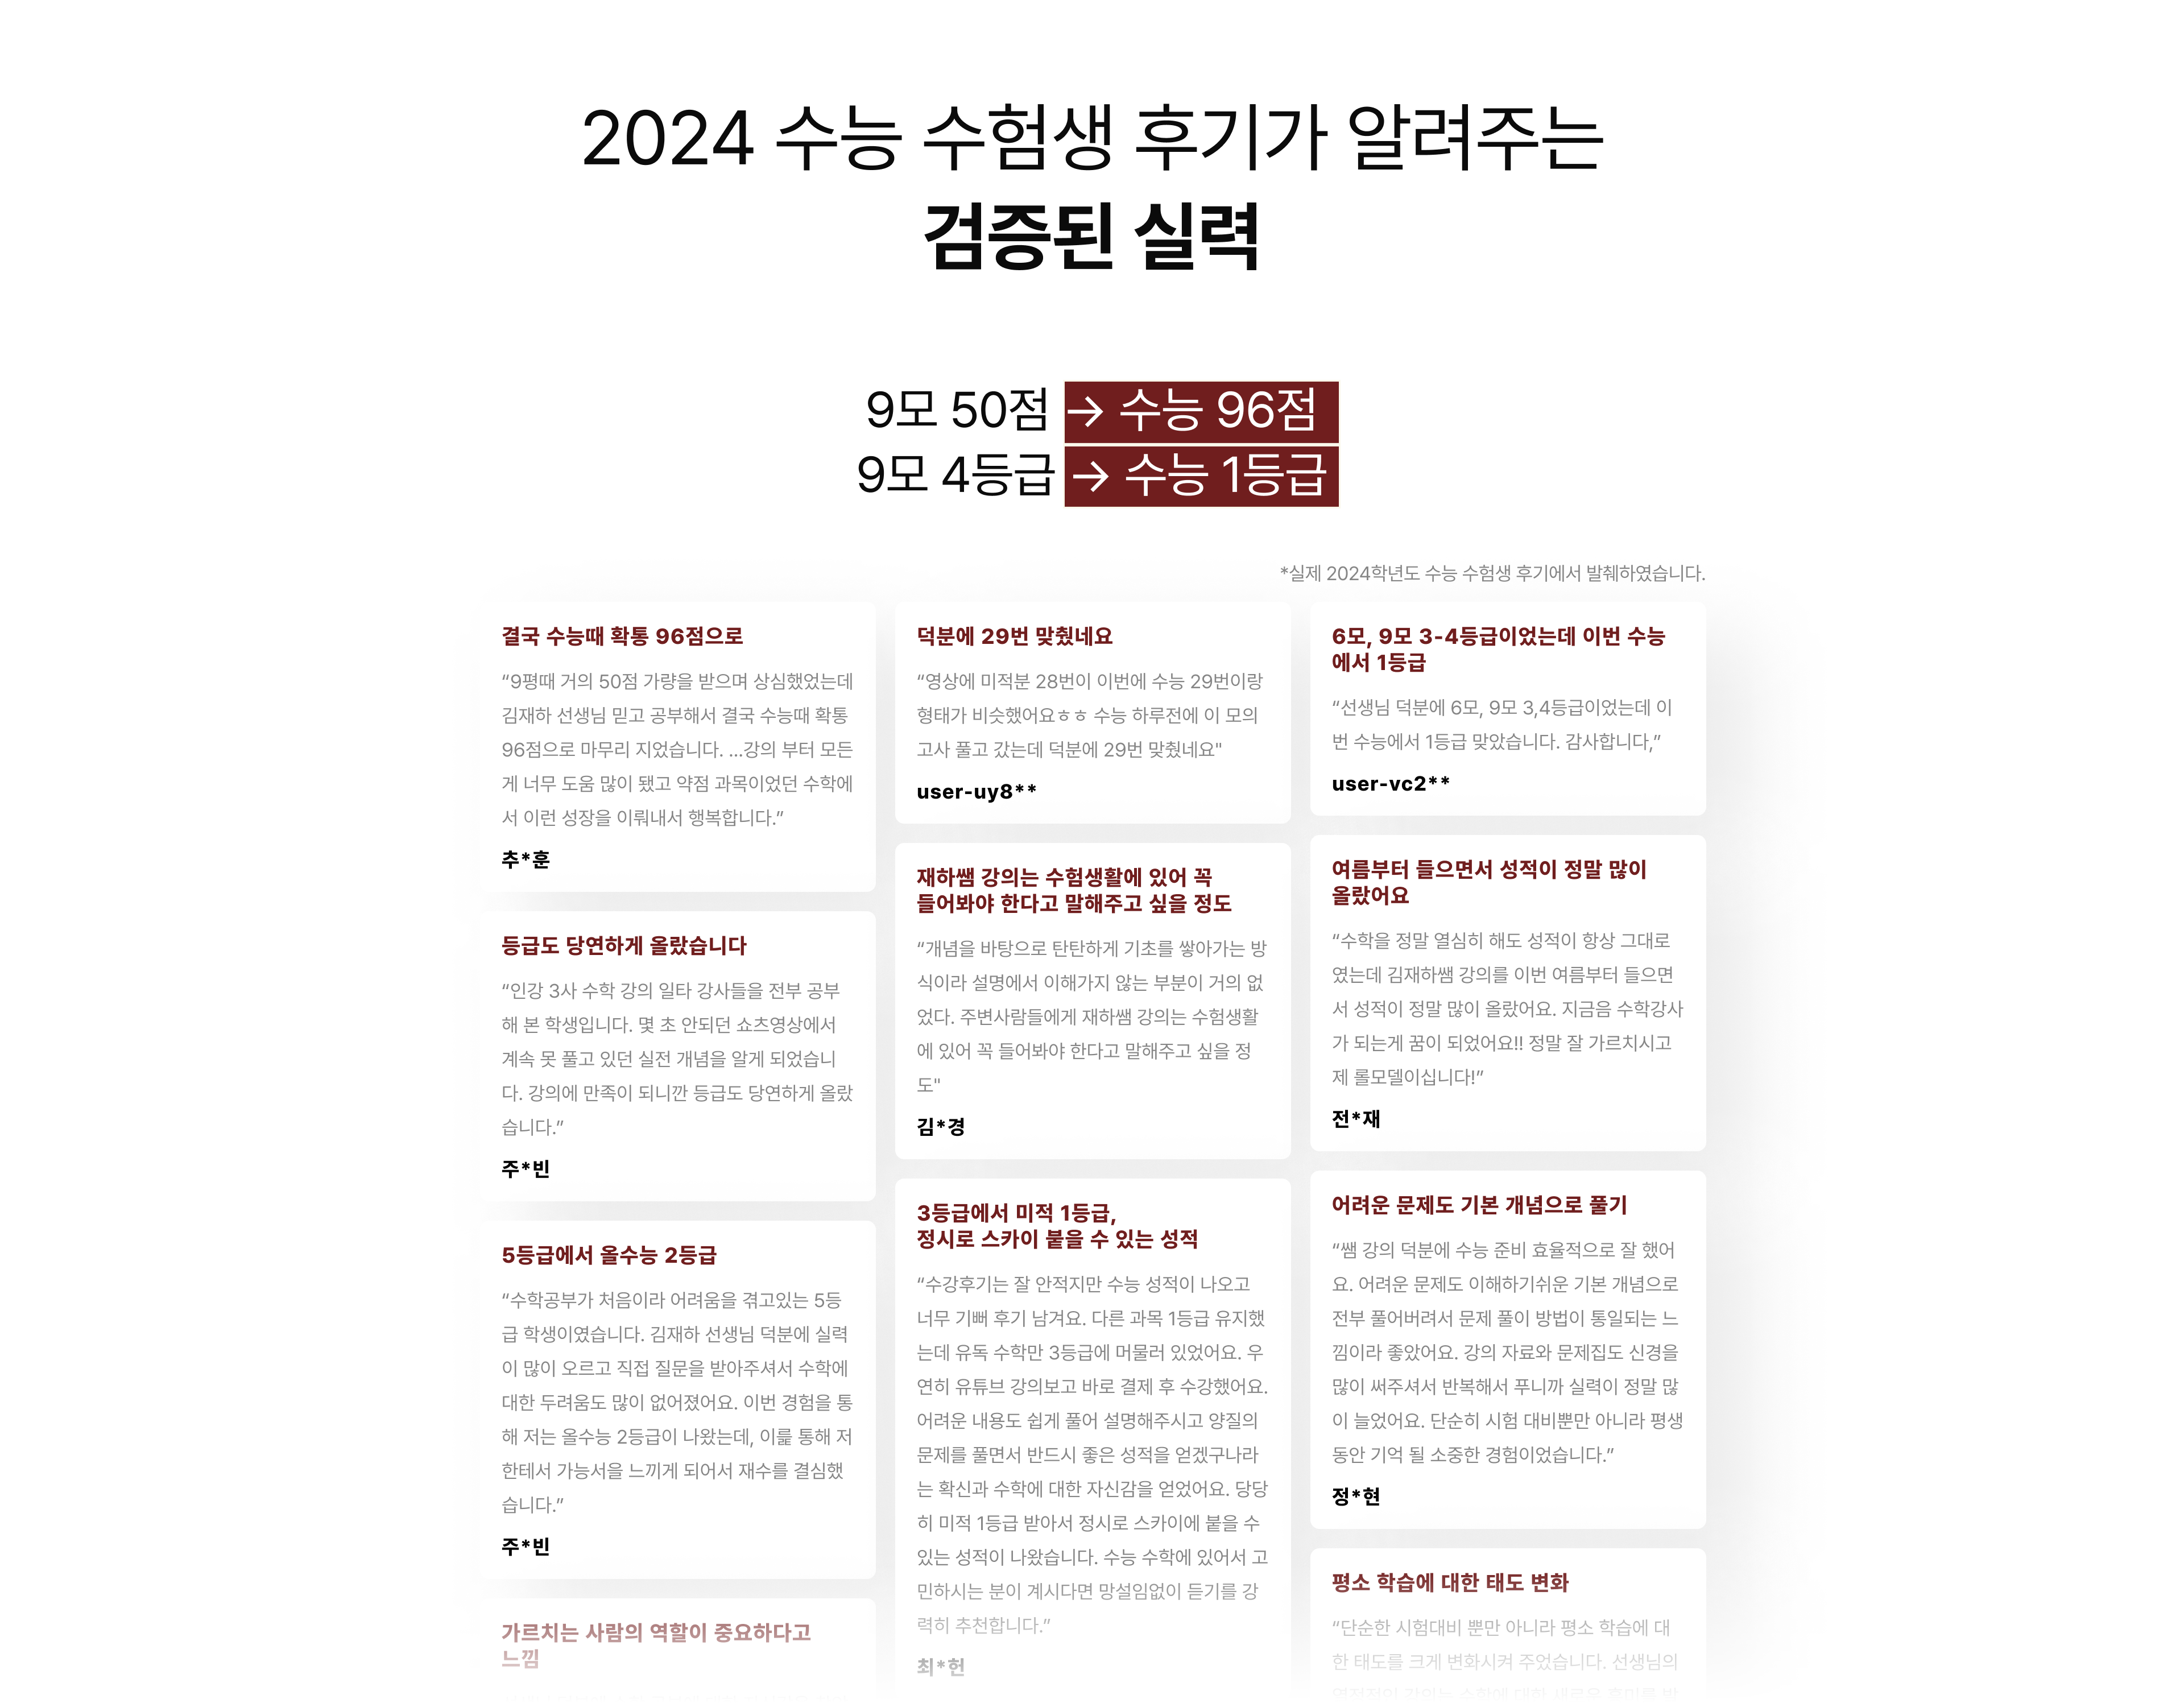 2024 수능 수험생 후기가 알려주는
검증된 실력
9모 50점 → 수능 96점
9모 4등급 → 수능 1등급
*실제 2024학년도 수능 수험생 후기에서 발췌하였습니다.
결국 수능때 확통 96점으로
“9평때 거의 50점 가량을 받으며 상심했었는데
김재하 선생님 믿고 공부해서 결국 수능때 확통
96점으로 마무리 지었습니다. ...강의 부터 모든
게 너무 도움 많이 됐고 약점 과목이었던 수학에
서 이런 성장을 이뤄내서 행복합니다.”
추*훈
등급도 당연하게 올랐습니다
“인강 3사 수학 강의 일타 강사들을 전부 공부
해 본 학생입니다. 몇 초 안되던 쇼츠영상에서
계속 못 풀고 있던 실전 개념을 알게 되었습니
다. 강의에 만족이 되니깐 등급도 당연하게 올랐
습니다.”
주*빈
5등급에서 올수능 2등급
“수학공부가 처음이라 어려움을 겪고있는 5등
급 학생이였습니다. 김재하 선생님 덕분에 실력
이 많이 오르고 직접 질문을 받아주셔서 수학에
대한 두려움도 많이 없어졌어요. 이번 경험을 통
해 저는 올수능 2등급이 나왔는데, 이를 통해 저
한테서 가능서을 느끼게 되어서 재수를 결심했
습니다.”
주*빈
가르치는 사람의 역할이 중요하다고
느낌
덕분에 29번 맞췄네요
“영상에 미적분 28번이 이번에 수능 29번이랑
형태가 비슷했어요ㅎㅎ 수능 하루전에 이 모의
고사 풀고 갔는데 덕분에 29번 맞췄네요"
user-uy8**
재하쌤 강의는 수험생활에 있어 꼭
들어봐야 한다고 말해주고 싶을 정도
“개념을 바탕으로 탄탄하게 기초를 쌓아가는 방
식이라 설명에서 이해가지 않는 부분이 거의 없
었다. 주변사람들에게 재하쌤 강의는 수험생활
에 있어 꼭 들어봐야 한다고 말해주고 싶을 정
도"
김*경
3등급에서 미적 1등급,
정시로 스카이 붙을 수 있는 성적
“수강후기는 잘 안적지만 수능 성적이 나오고
너무 기뻐 후기 남겨요. 다른 과목 1등급 유지했
는데 유독 수학만 3등급에 머물러 있었어요. 우
연히 유튜브 강의보고 바로 결제 후 수강했어요.
어려운 내용도 쉽게 풀어 설명해주시고 양질의
문제를 풀면서 반드시 좋은 성적을 얻겠구나라
는 확신과 수학에 대한 자신감을 얻었어요. 당당
히 미적 1등급 받아서 정시로 스카이에 붙을 수
있는 성적이 나왔습니다. 수능 수학에 있어서 고
민하시는 분이 계시다면 망설임없이 듣기를 강
력히 추천합니다.”
최*헌
6모, 9모 3-4등급이었는데 이번 수능
에서 1등급
“선생님 덕분에 6모, 9모 3,4등급이었는데 이
번 수능에서 1등급 맞았습니다. 감사합니다,”
user-vc2**
여름부터 들으면서 성적이 정말 많이
올랐어요
“수학을 정말 열심히 해도 성적이 항상 그대로
였는데 김재하쌤 강의를 이번 여름부터 들으면
서 성적이 정말 많이 올랐어요. 지금음 수학강사
가 되는게 꿈이 되었어요!! 정말 잘 가르치시고
제 롤모델이십니다!”
전*재
어려운 문제도 기본 개념으로 풀기
“쌤 강의 덕분에 수능 준비 효율적으로 잘 했어
요. 어려운 문제도 이해하기쉬운 기본 개념으로
전부 풀어버려서 문제 풀이 방법이 통일되는 느
낌이라 좋았어요. 강의 자료와 문제집도 신경을
많이 써주셔서 반복해서 푸니까 실력이 정말 많
이 늘었어요. 단순히 시험 대비뿐만 아니라 평생
동안 기억 될 소중한 경험이었습니다.”
정*현
평소 학습에 대한 태도 변화
“단순한 시험대비 뿐만 아니라 평소 학습에 대
한 태도를 크게 변화시켜 주었습니다. 선생님의